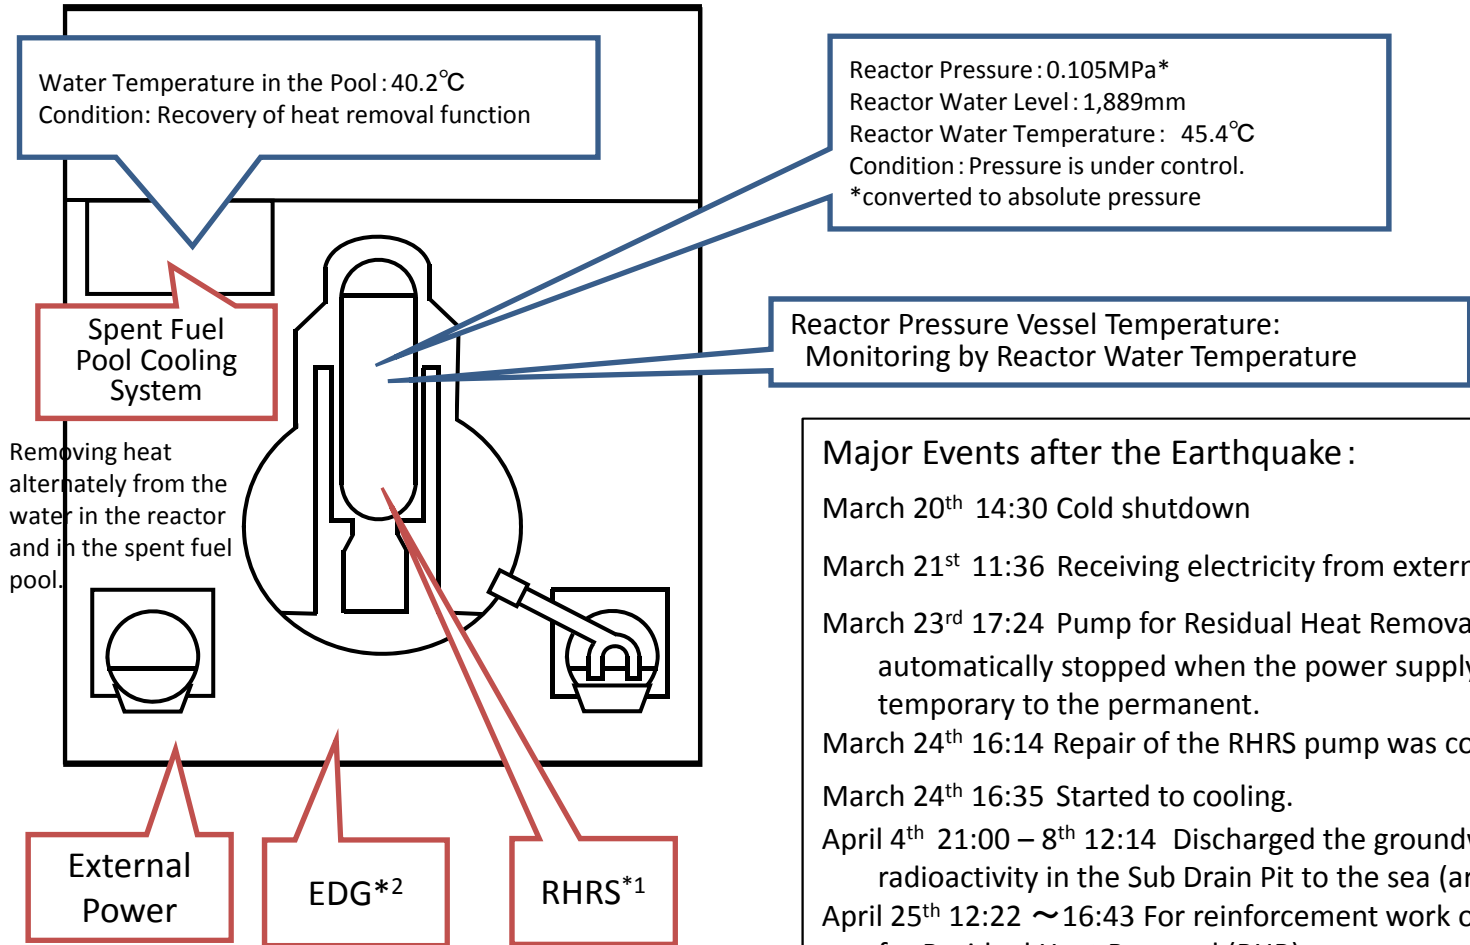 Water Temperature in the Pool : 40.2℃
Condition: Recovery of heat removal function
Reactor Pressure : 0.105MPa*
Reactor Water Level : 1,889mm
Reactor Water Temperature : 45.4℃
Condition : Pressure is under control.
*converted to absolute pressure
Spent Fuel
Pool Cooling
System
Reactor Pressure Vessel Temperature:
Monitoring by Reactor Water Temperature
Removing heat
alternately from the
water in the reactor
and in the spent fuel
pool.
Major Events after the Earthquake :
March 20th 14:30 Cold shutdown
March 21st 11:36 Receiving electricity from
March 23rd 17:24 Pump for Residual Heat
automatically stopped when the power supply
temporary to the permanent.
March 24th 16:14 Repair of the RHRS pump was
March 24th 16:35 Started to cooling.
April 4th 21:00 – 8th 12:14 Discharged the
radioactivity in the Sub Drain Pit to the sea
April 25th 12:22 ～16:43 For reinforcement work
for Residual Heat Removal (RHR)
External
Power
EDG*2
RHRS*1